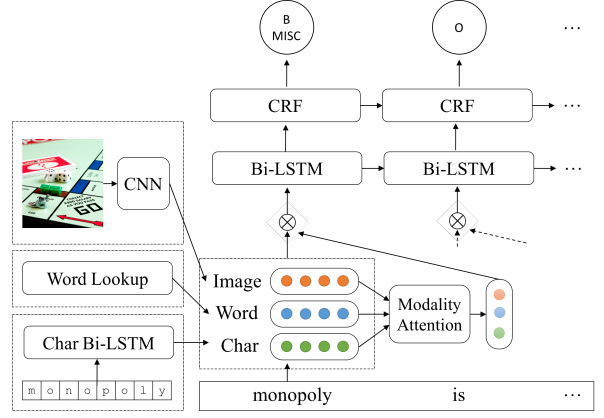 B
MISC
O
...
CRF
CRF
...
Bi-LSTM
Bi-LSTM
...
GO
CNN
Image
Word Lookup
Word
Modality
Attention
Char Bi-LSTM
Char
m o n o p o l y
monopoly
is
...